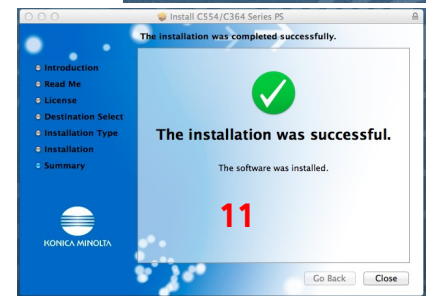 Install C554/C364 Series PS
The installation was completed successfully.
Introduction
Read Me
License
Destination Select
Installation Type
Installation
Summary
The installation was successful.
The software was installed.
11
KONICA MINOLTA
Go Back
Close